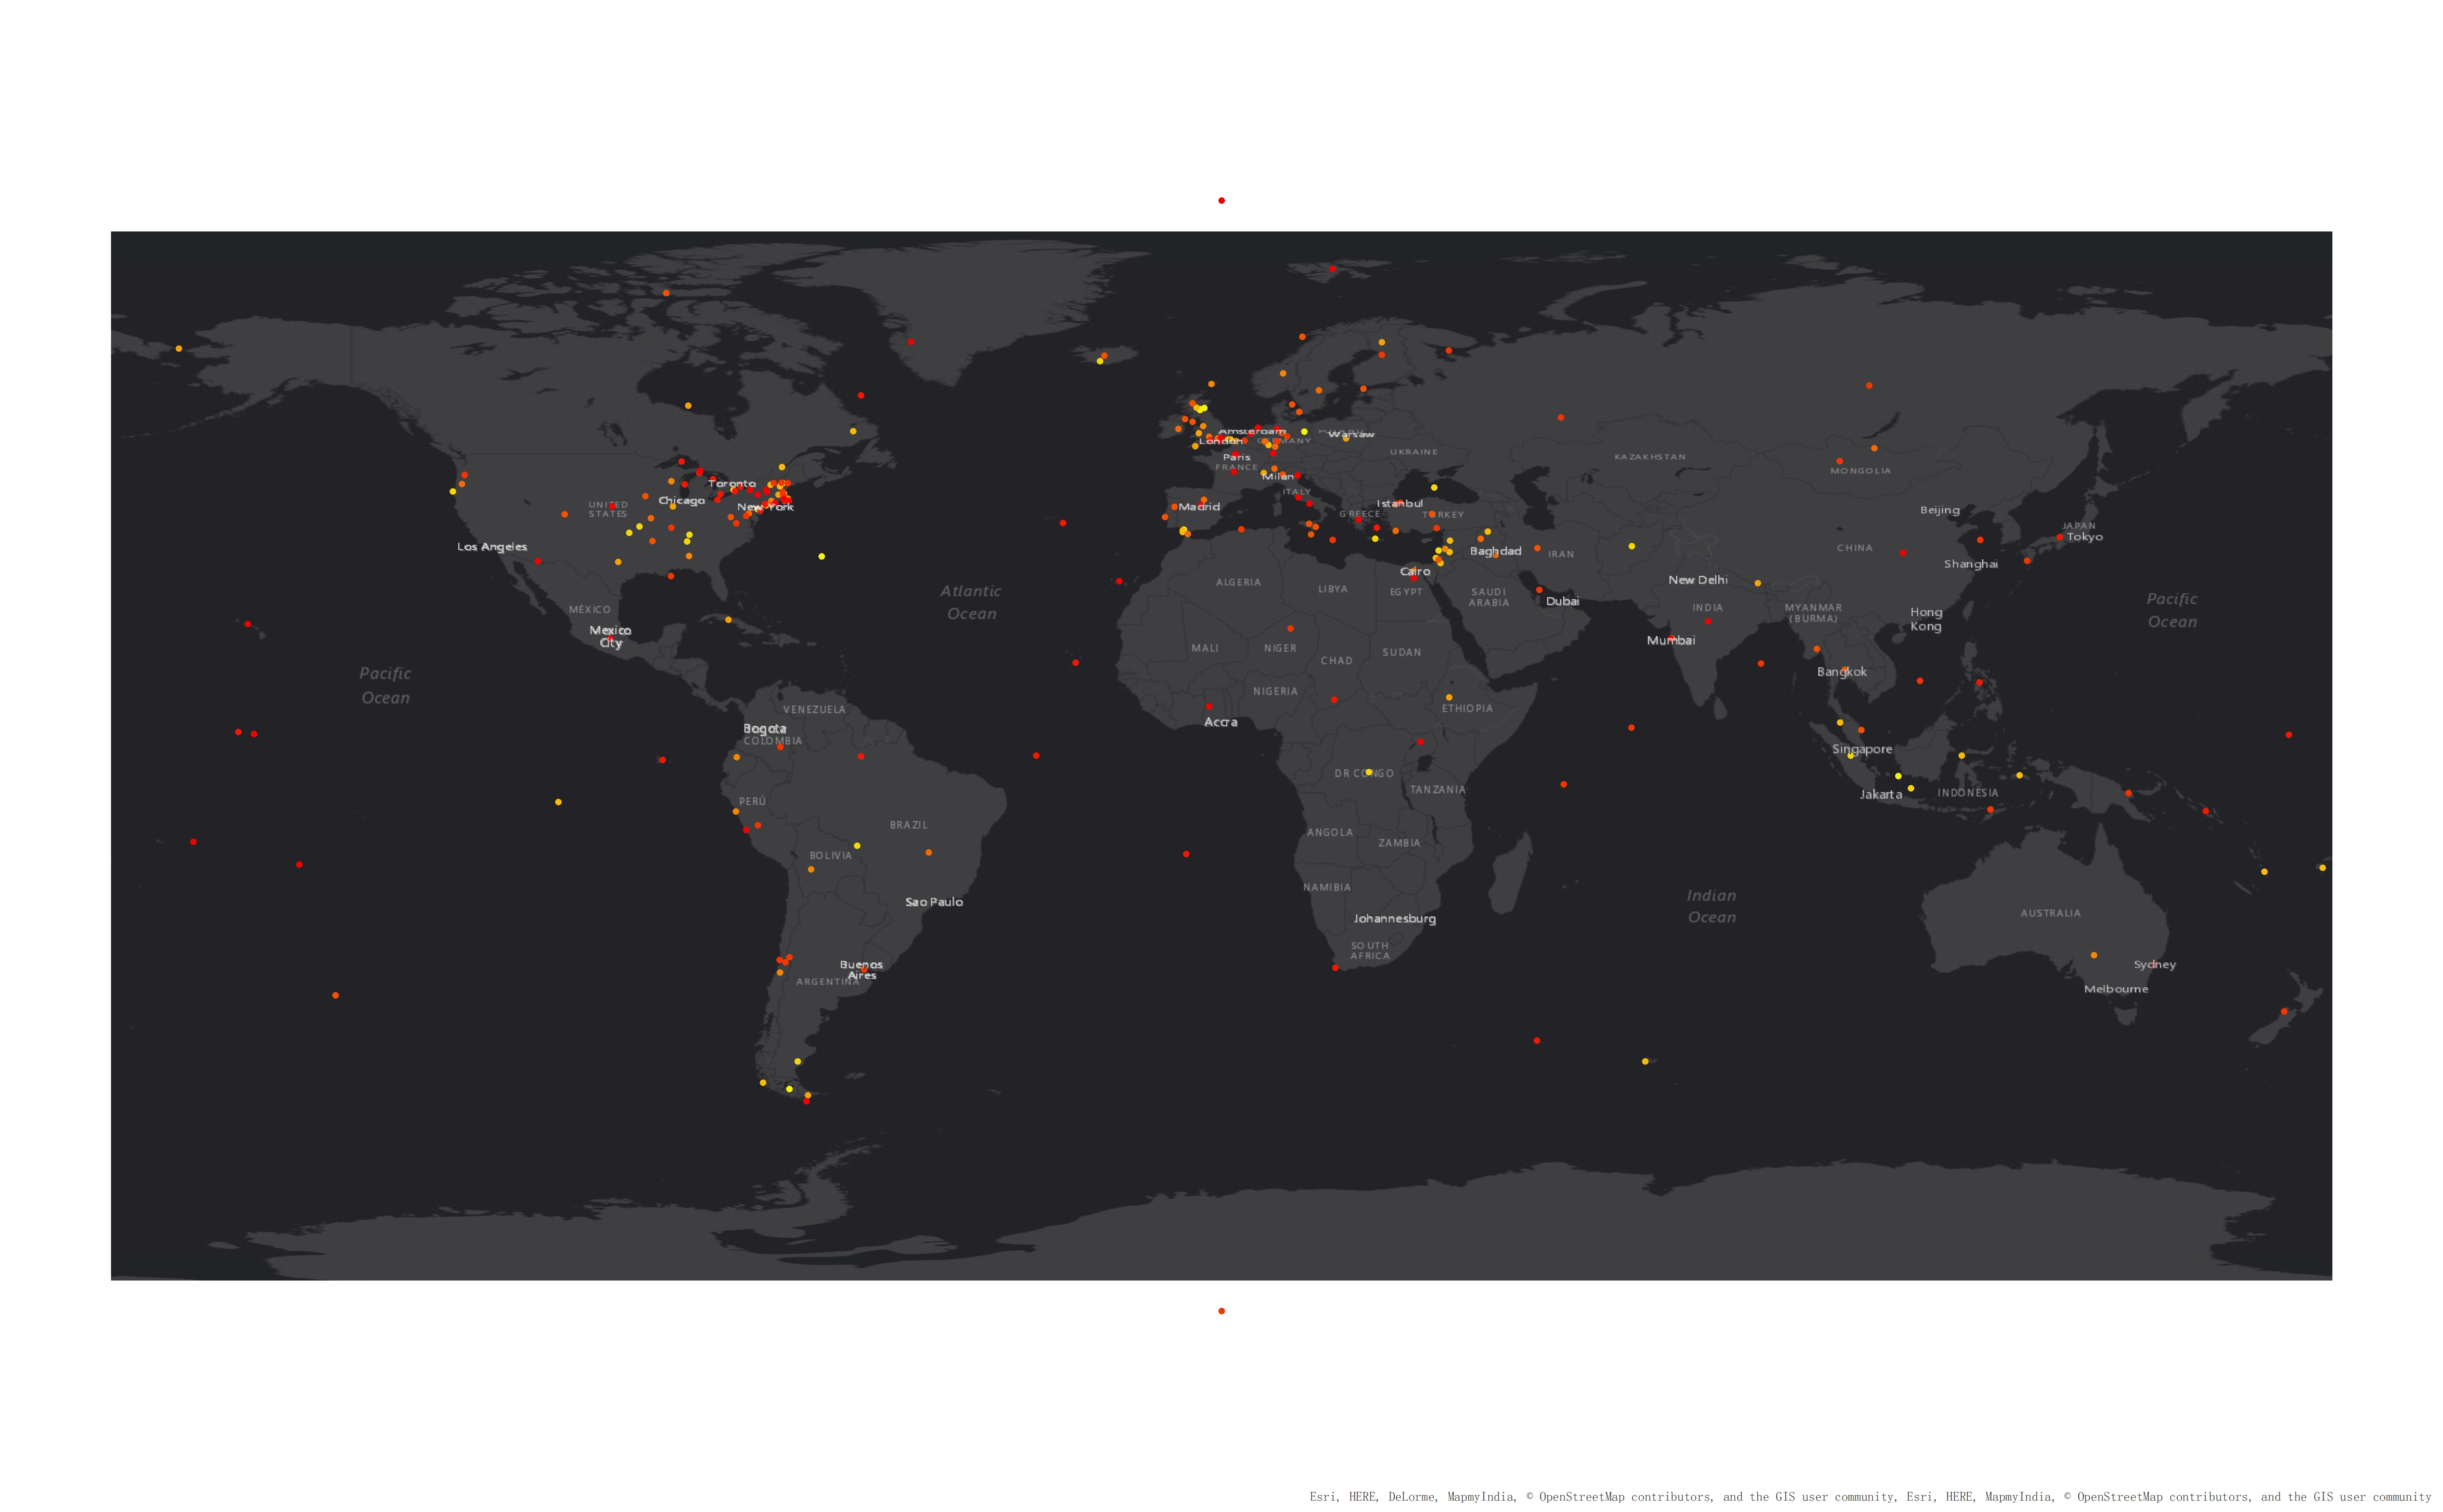 Amsterdam
London
GERMANY
Warsaw
UKRAINE
KAZAKHSTAN
Paris
FRANCE
MONGOLIA
Milan
ITALY
Toronto
Chicago
UNITED
STATES
New York
Madrid
Istanbul
GREECE
TURKEY
Beijing
JAPAN
Tokyo
Los Angeles
Baghdad
IRAN
CHINA
Shanghai
Cairo
New Delhi
ALGERIA
LIBYA
EGYPT
SAUDI
ARABIA
Dubai
Atlantic
Ocean
Pacific
Ocean
MÉXICO
INDIA
MYANMAR
(BURMA)
Hong
Kong
Mexico
City
Mumbai
MALI
NIGER
CHAD
SUDAN
Bangkok
Pacific
Ocean
NIGERIA
ETHIOPIA
VENEZUELA
Accra
Bogota
COLOMBIA
Singapore
DR CONGO
TANZANIA
Jakarta
INDONESIA
PERÚ
BRAZIL
ANGOLA
ZAMBIA
BOLIVIA
NAMIBIA
Sao Paulo
Indian
Ocean
Johannesburg
AUSTRALIA
SOUTH
AFRICA
Buenos
Aires
ARGENTINA
Sydney
Melbourne
Esri, HERE, DeLorme, MapmyIndia, © OpenStreetMap contributors, and the GIS user community, Esri, HERE, MapmyIndia, © OpenStreetMap contributors, and the GIS user community